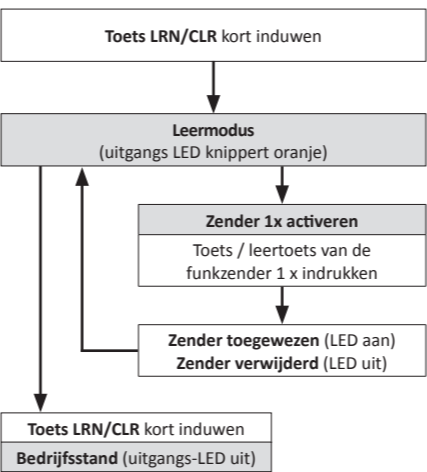 Toets LRN/CLR kort induwen
Leermodus
(uitgangs LED knippert oranje)
Zender 1x activeren
Toets / leertoets van de
funkzender 1 x indrukken
Zender toegewezen (LED aan)
Zender verwijderd (LED uit)
Toets LRN/CLR kort induwen
Bedrijfsstand (uitgangs-LED uit)